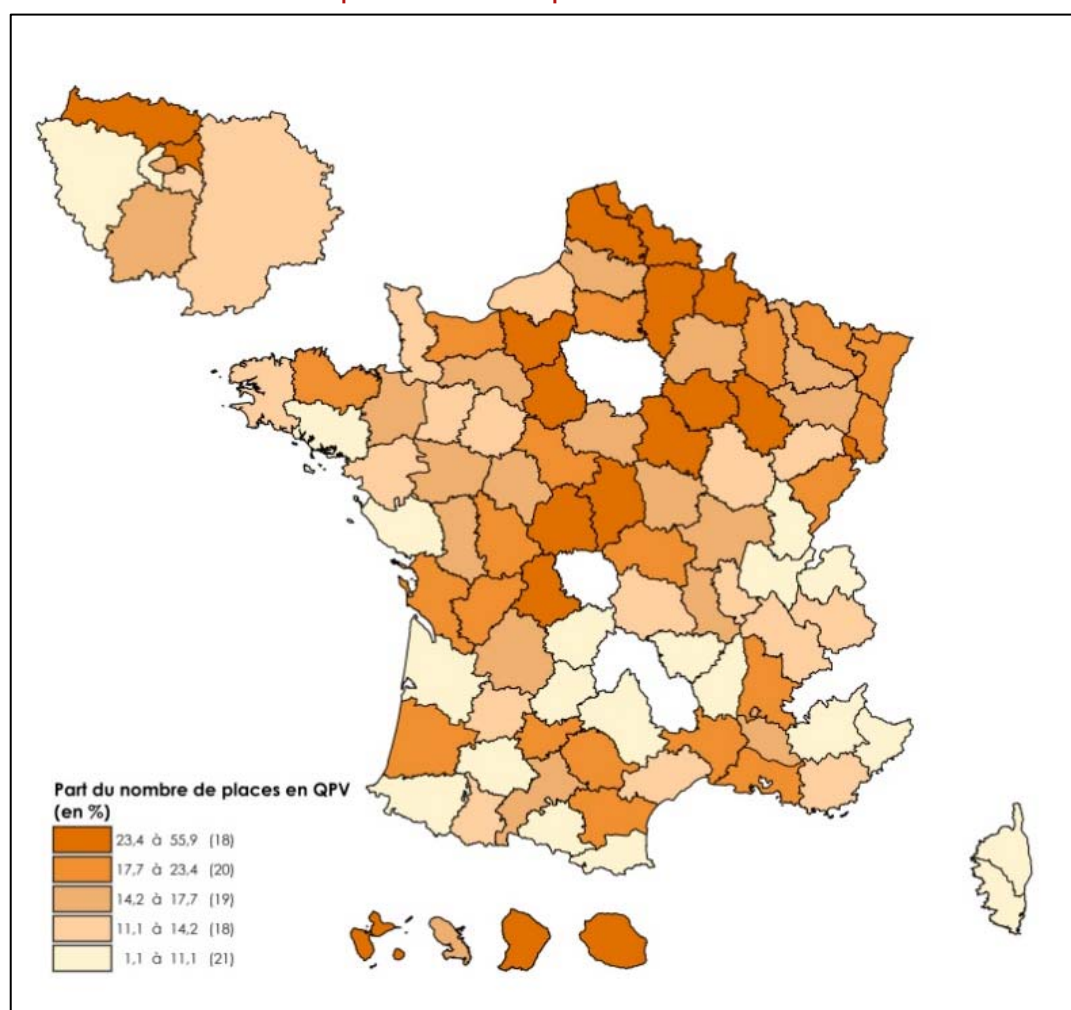 Part du nombre de places en QPV
(en %)
23,4 à 55,9 (18)
17,7 à 23,4 (20)
14,2 à 17,7 (19)
11,1 à 14,2 (18)
1,1 à 11,1 (21)